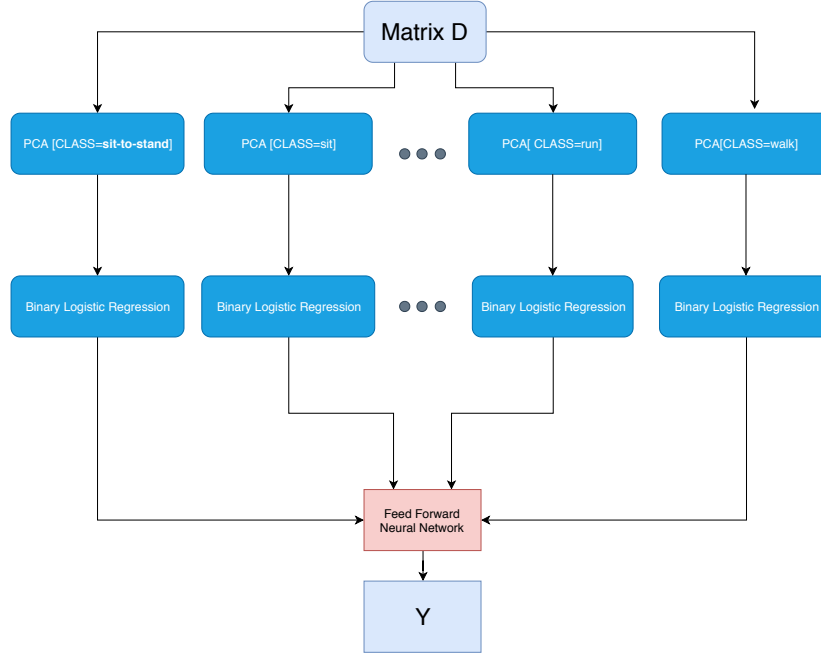 Matrix D
PCA [CLASS=sit-to-stand]
PCA [CLASS=sit]
PCA[ CLASS=run]
PCA[CLASS=walk]
Binary Logistic Regression
Binary Logistic Regression
Binary Logistic Regression
Binary Logistic Regression
Feed Forward
Neural Network
Y